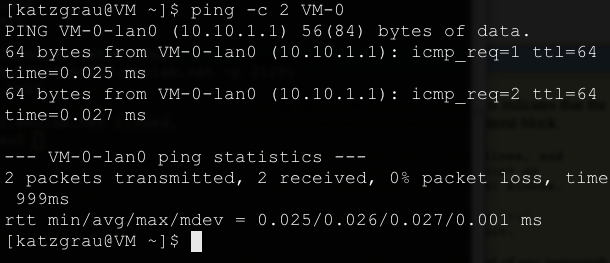 [katzgrau@VM ~]$ ping -c 2 VM-0
PING VM-0-lan0 (10.10.1.1) 56(84) bytes of data.
64 bytes from VM-0-lan0 (10.10.1.1): icmp_req=1 ttl=64
time=0.025 ms
64 bytes from VM-0-lan0 (10.10.1.1): icmp_req=2 ttl=64
time=0.027 ms
--- VM-0-lan0 ping statistics ---
2 packets transmitted, 2 received, 0% packet loss, time
 999ms
rtt min/avg/max/mdev = 0.025/0.026/0.027/0.001 ms
[katzgrau@VM ~]$